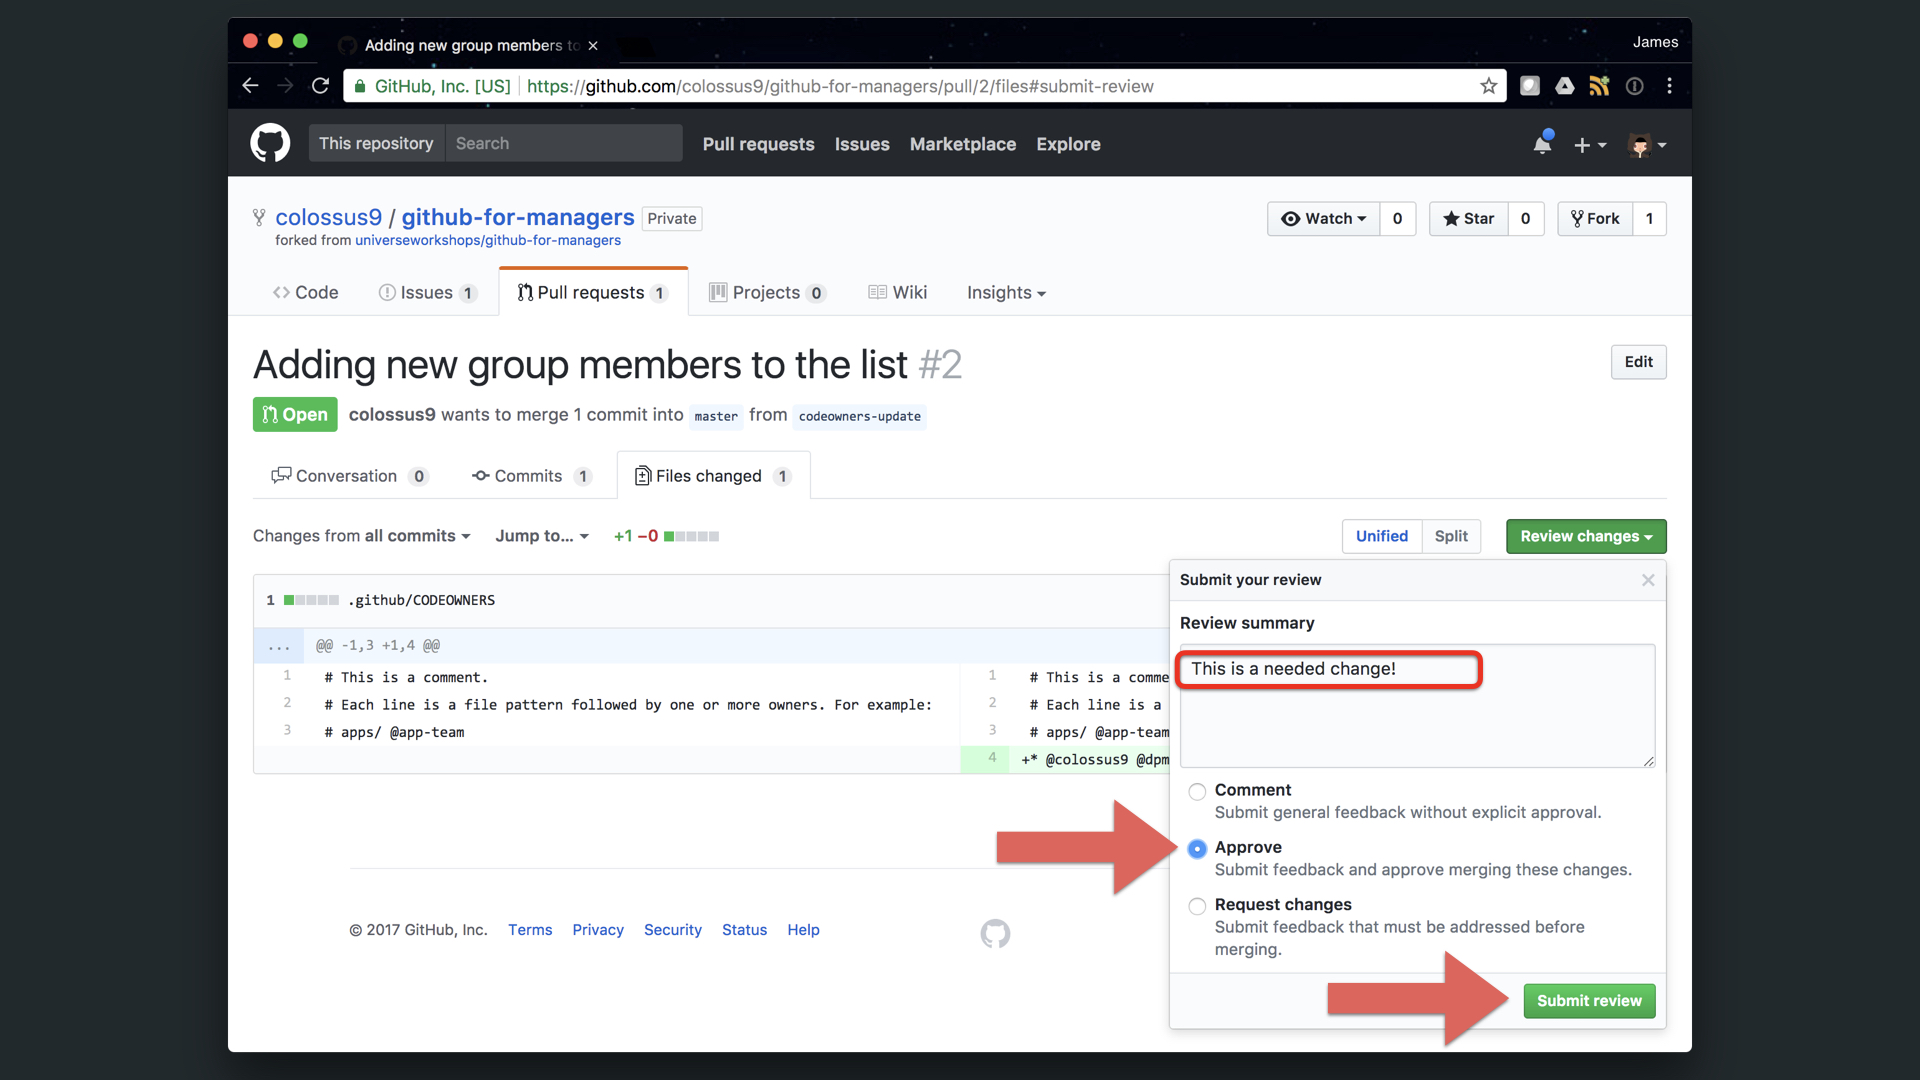 Adding new group members to
James
GitHub, Inc. [US] https://github.com/colossus9/github-for-managers/pull/2/files#submit-review
This repository Search Pull requests Issues Marketplace Explore
colossus9 / github-for-managers Private
Watch 0 Star 0 Fork 1
forked from universeworkshops/github-for-managers
Code Issues 1 Pull requests 1 Projects 0 Wiki Insights
Adding new group members to the list #2
Edit
Open colossus9 wants to merge 1 commit into master from codeowners-update
Conversation 0 Commits 1 Files changed 1
Changes from all commits Jump to... +1 −0 Unified Split Review changes
Submit your review
1 .github/CODEOWNERS
Review summary
... @@ -1,3 +1,4 @@
This is a needed change!
1 # This is a comment. 1 # This is a comme
2 # Each line is a file pattern followed by one or more owners. For example: 2 # Each line is a
3 # apps/ @app-team 3 # apps/ @app-team
4 +* @colossus9 @dpm
Comment
Submit general feedback without explicit approval.
Approve
Submit feedback and approve merging these changes.
Request changes
Submit feedback that must be addressed before
merging.
© 2017 GitHub, Inc. Terms Privacy Security Status Help
Submit review